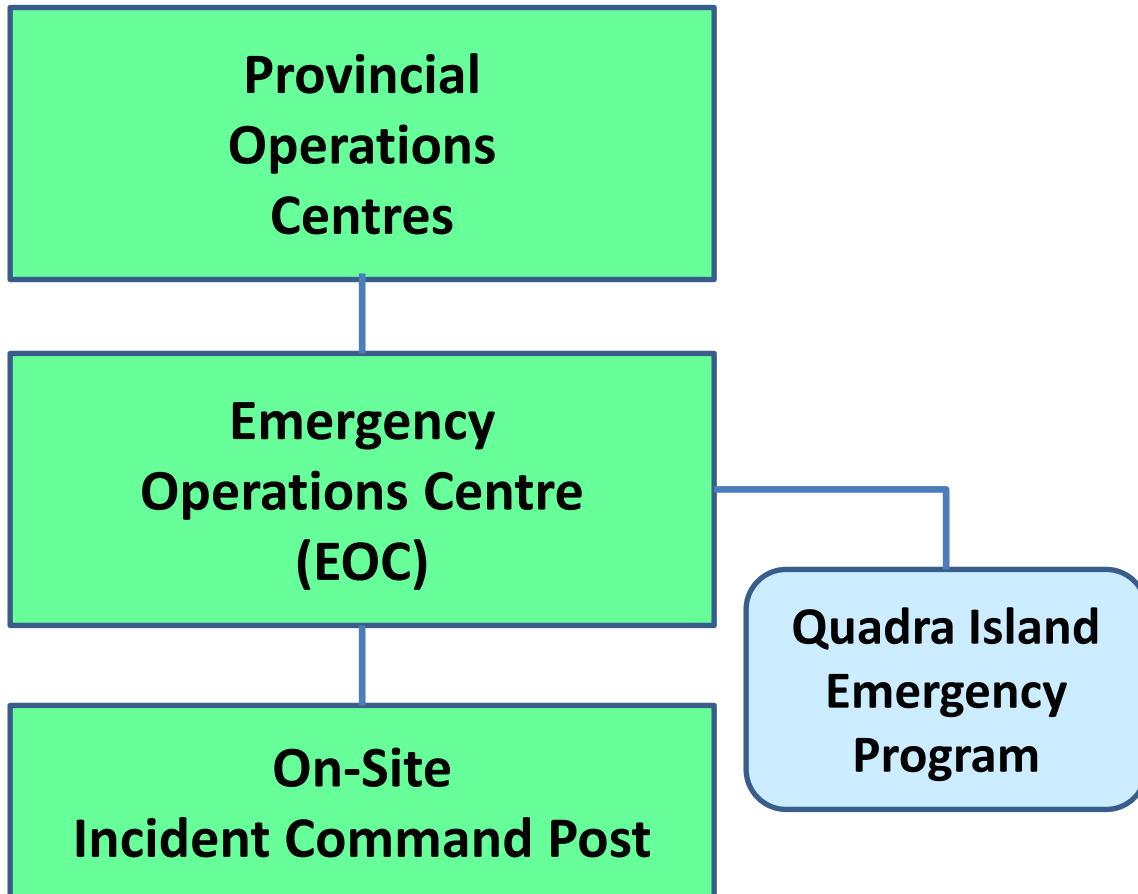 Provincial
Operations
Centres
Emergency
Operations Centre
(EOC)
Quadra Island
Emergency
Program
On-Site
Incident Command Post